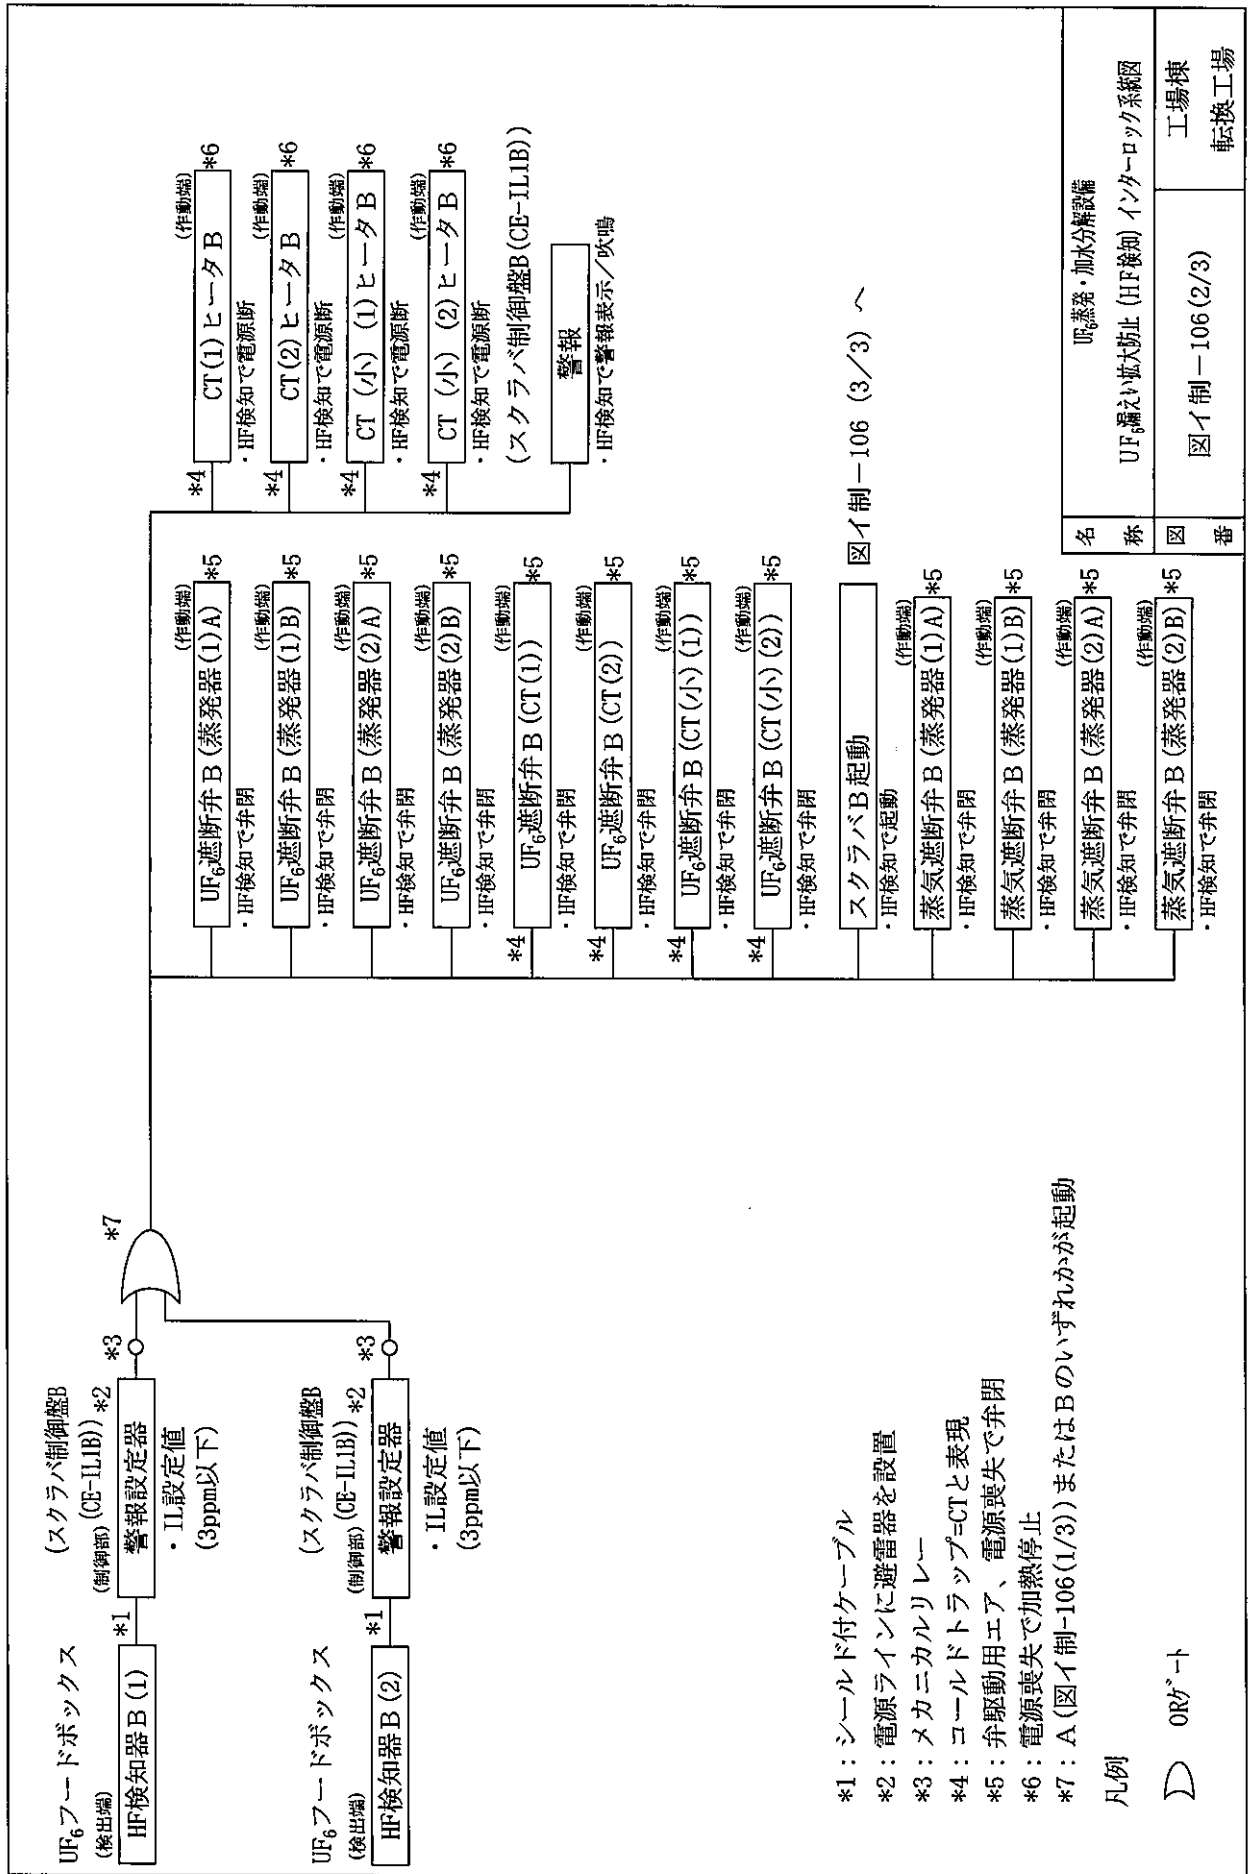 UF₆フードボックス
(検出端)
HF検知器B(1)
*1
(スクラバ制御盤B
(制御部) (CE-IL1B)) *2
警報設定器
・IL設定値
(3ppm以下)
*3
*7
UF₆フードボックス
(検出端)
HF検知器B(2)
*1
(スクラバ制御盤B
(制御部) (CE-IL1B)) *2
警報設定器
・IL設定値
(3ppm以下)
*3
(作動端)
UF₆遮断弁B(蒸発器(1)A) *5
・HF検知で弁閉
(作動端)
UF₆遮断弁B(蒸発器(1)B) *5
・HF検知で弁閉
(作動端)
UF₆遮断弁B(蒸発器(2)A) *5
・HF検知で弁閉
(作動端)
UF₆遮断弁B(蒸発器(2)B) *5
・HF検知で弁閉
(作動端)
*4 UF₆遮断弁B(CT(1)) *5
・HF検知で弁閉
(作動端)
*4 UF₆遮断弁B(CT(2)) *5
・HF検知で弁閉
(作動端)
*4 UF₆遮断弁B(CT(小)(1)) *5
・HF検知で弁閉
(作動端)
*4 UF₆遮断弁B(CT(小)(2)) *5
・HF検知で弁閉
スクラバB起動 図イ制－106 (3/3) へ
・HF検知で起動
(作動端)
蒸気遮断弁B(蒸発器(1)A) *5
・HF検知で弁閉
(作動端)
蒸気遮断弁B(蒸発器(1)B) *5
・HF検知で弁閉
(作動端)
蒸気遮断弁B(蒸発器(2)A) *5
・HF検知で弁閉
(作動端)
蒸気遮断弁B(蒸発器(2)B) *5
・HF検知で弁閉
(作動端)
*4 CT(1)ヒータB *6
・HF検知で電源断
(作動端)
*4 CT(2)ヒータB *6
・HF検知で電源断
(作動端)
*4 CT (小) (1)ヒータB *6
・HF検知で電源断
(作動端)
*4 CT (小) (2)ヒータB *6
・HF検知で電源断
(スクラバ制御盤B(CE-IL1B))
警報
・HF検知で警報表示／吹鳴
*1：シールド付ケーブル
*2：電源ラインに避雷器を設置
*3：メカニカルリレー
*4：コールドトラップ=CTと表現
*5：弁駆動用エア、電源喪失で弁閉
*6：電源喪失で加熱停止
*7：A(図イ制-106(1/3))またはBのいずれかが起動
凡例
ORゲート
名称
UF₆蒸発・加水分解設備
UF₆漏えい拡大防止 (HF検知) インターロック系統図
図番
図イ制－106(2/3)
工場棟
転換工場